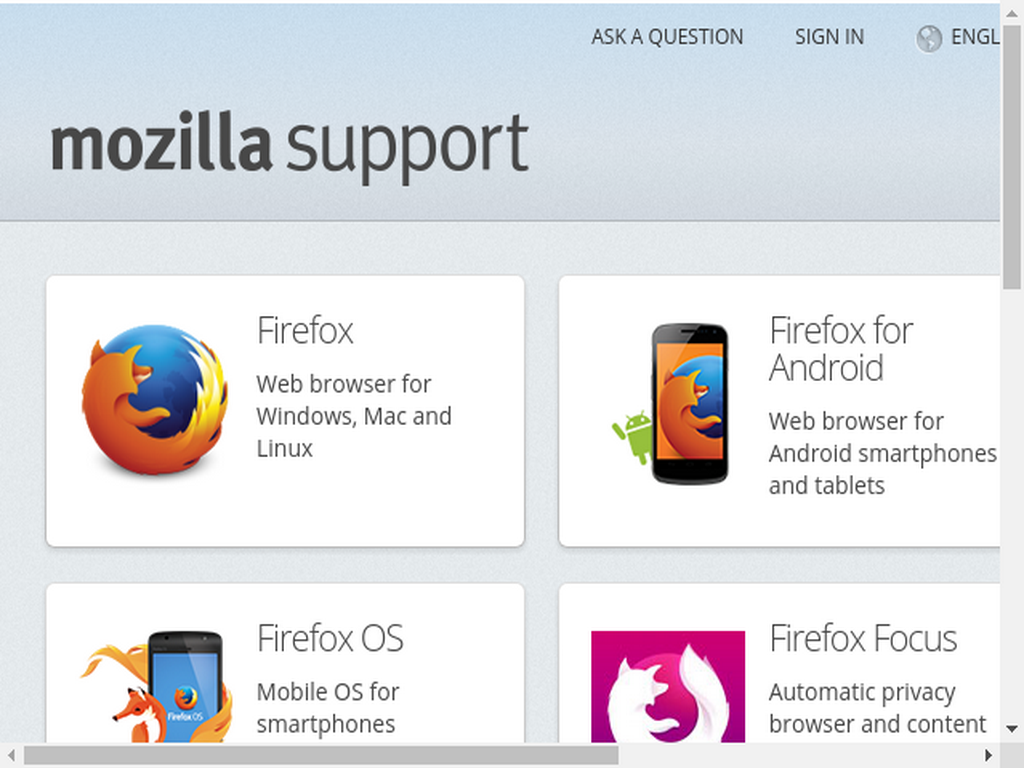 ASK A QUESTION SIGN IN ENGL
mozilla support
Firefox
Web browser for
Windows, Mac and
Linux
Firefox for
Android
Web browser for
Android smartphones
and tablets
Firefox OS
Mobile OS for
smartphones
Firefox OS
Firefox Focus
Automatic privacy
browser and content